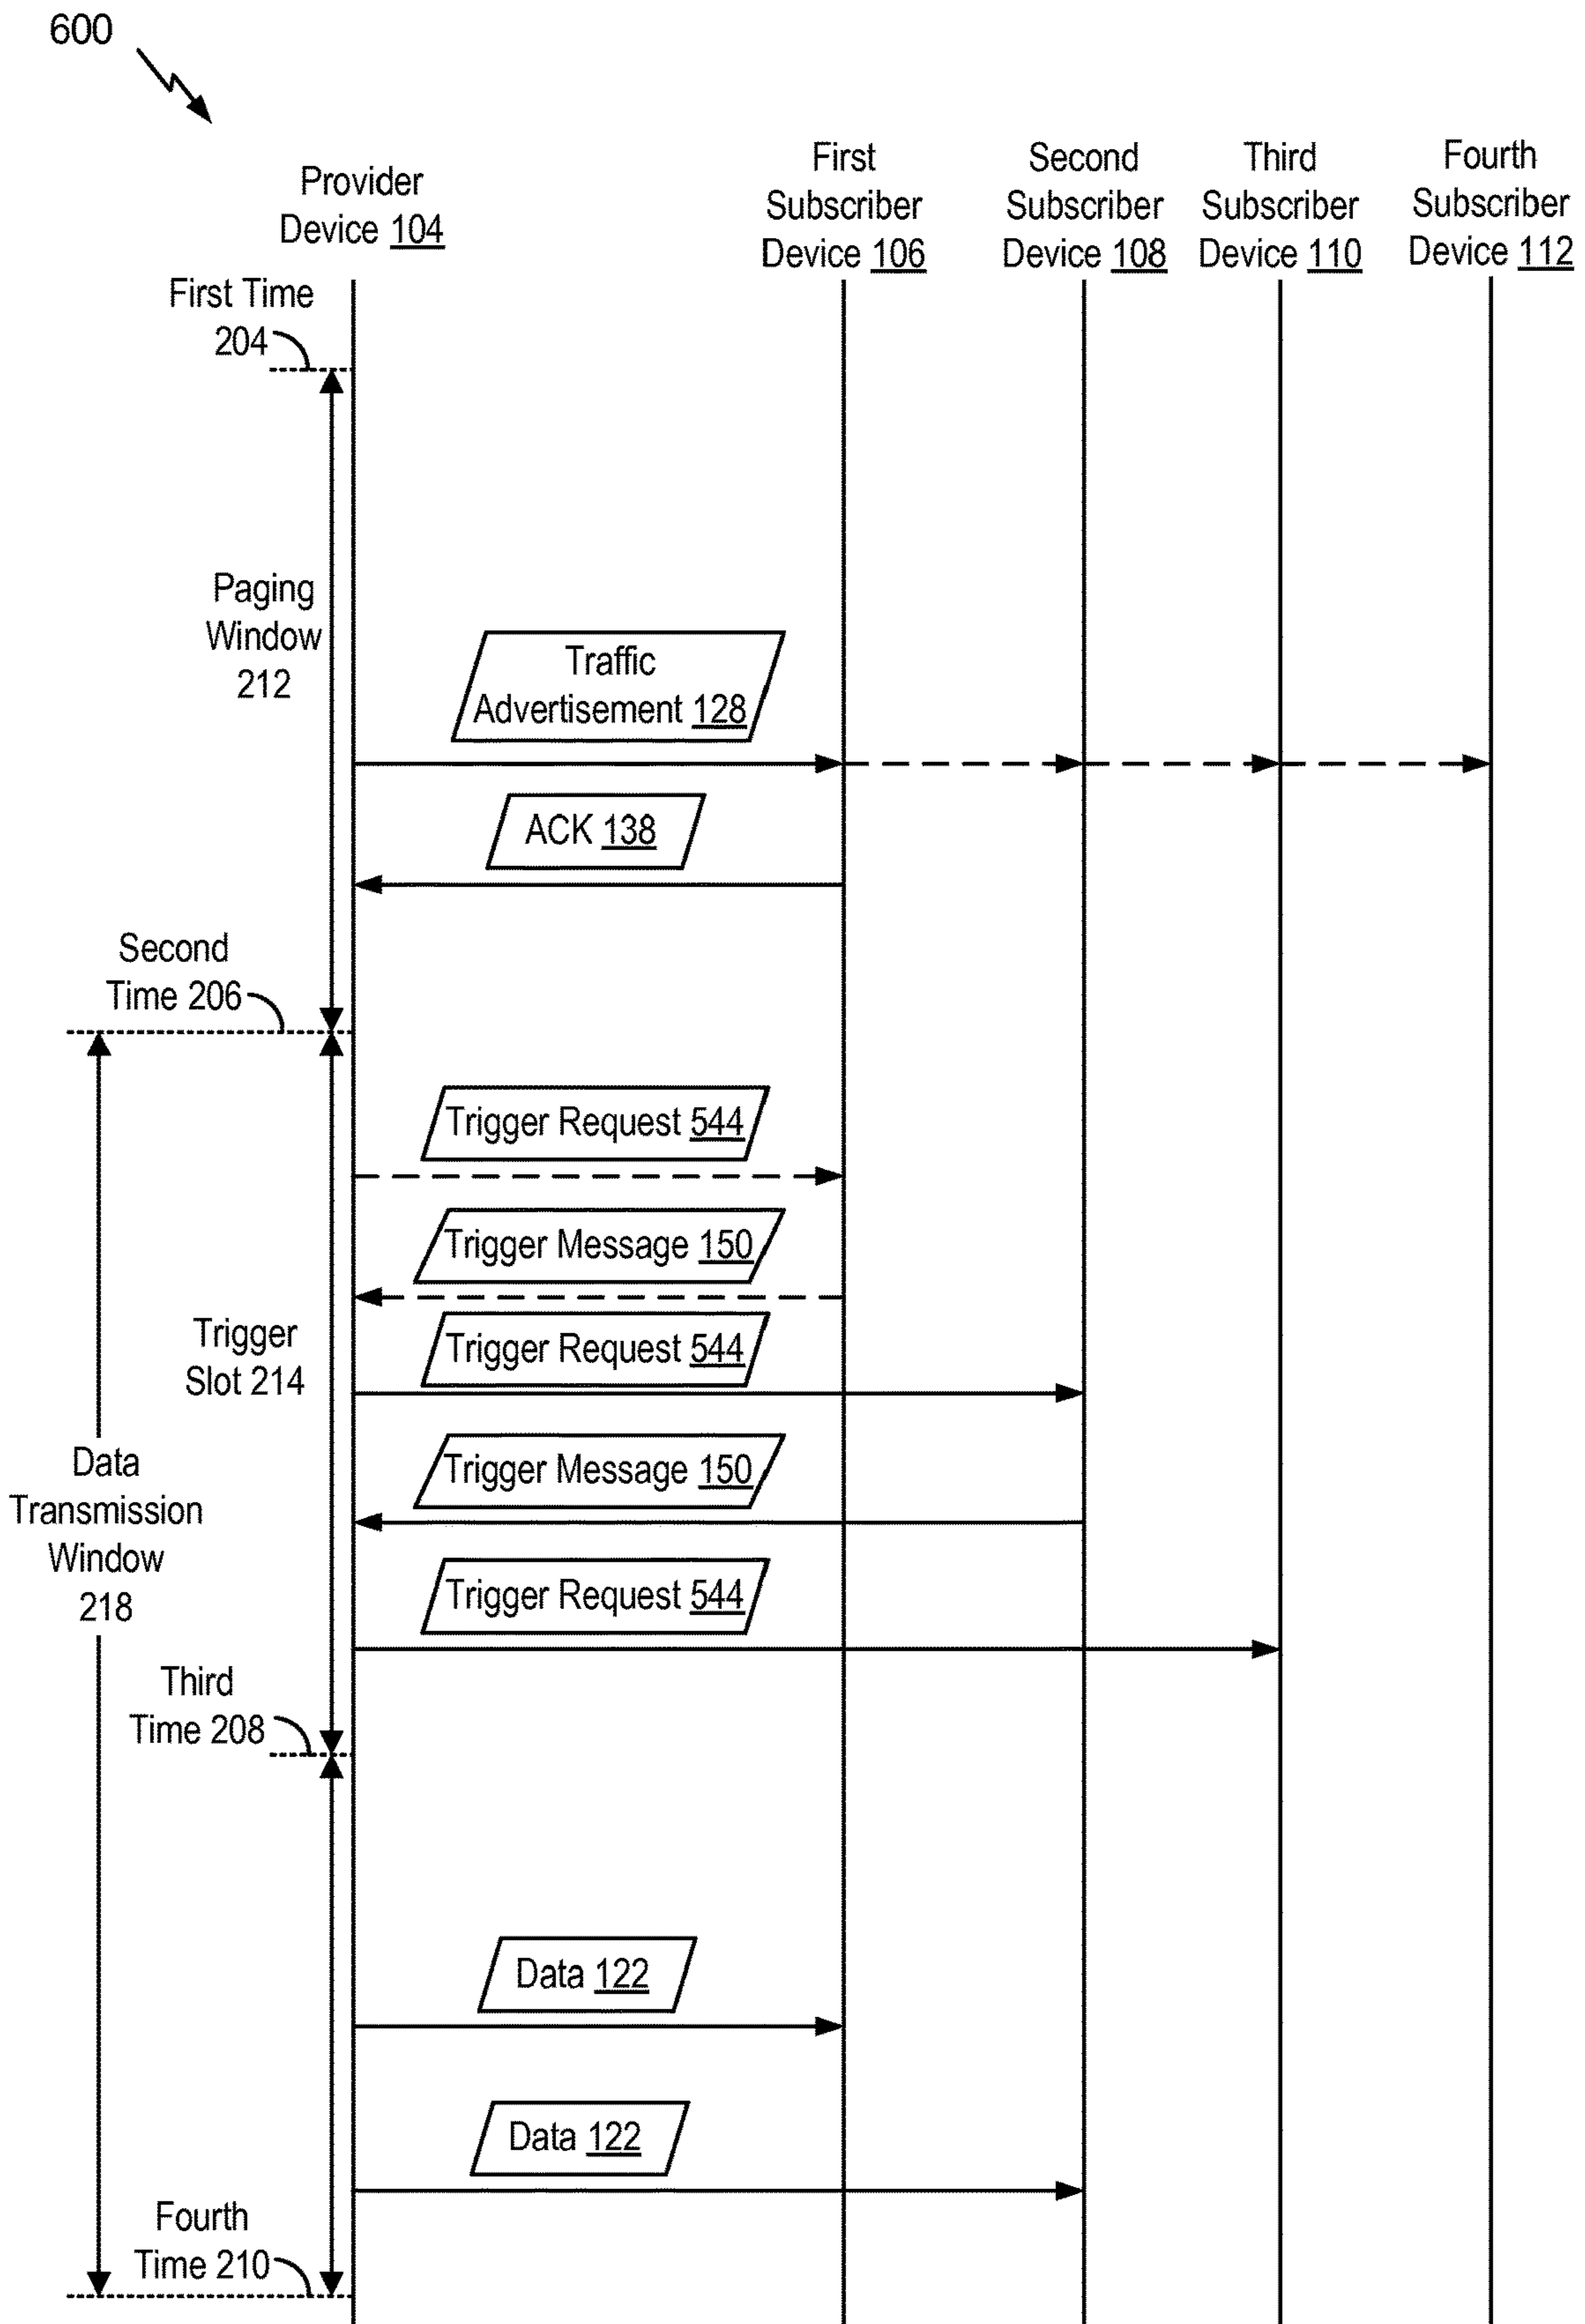 600
Provider
Device 104
First
Subscriber
Device 106
Second
Subscriber
Device 108
Third
Subscriber
Device 110
Fourth
Subscriber
Device 112
First Time
204
Paging
Window
212
Traffic
Advertisement 128
ACK 138
Second
Time 206
Trigger Request 544
Trigger Message 150
Trigger
Slot 214
Trigger Request 544
Data
Transmission
Window
218
Trigger Message 150
Trigger Request 544
Third
Time 208
Data 122
Data 122
Fourth
Time 210